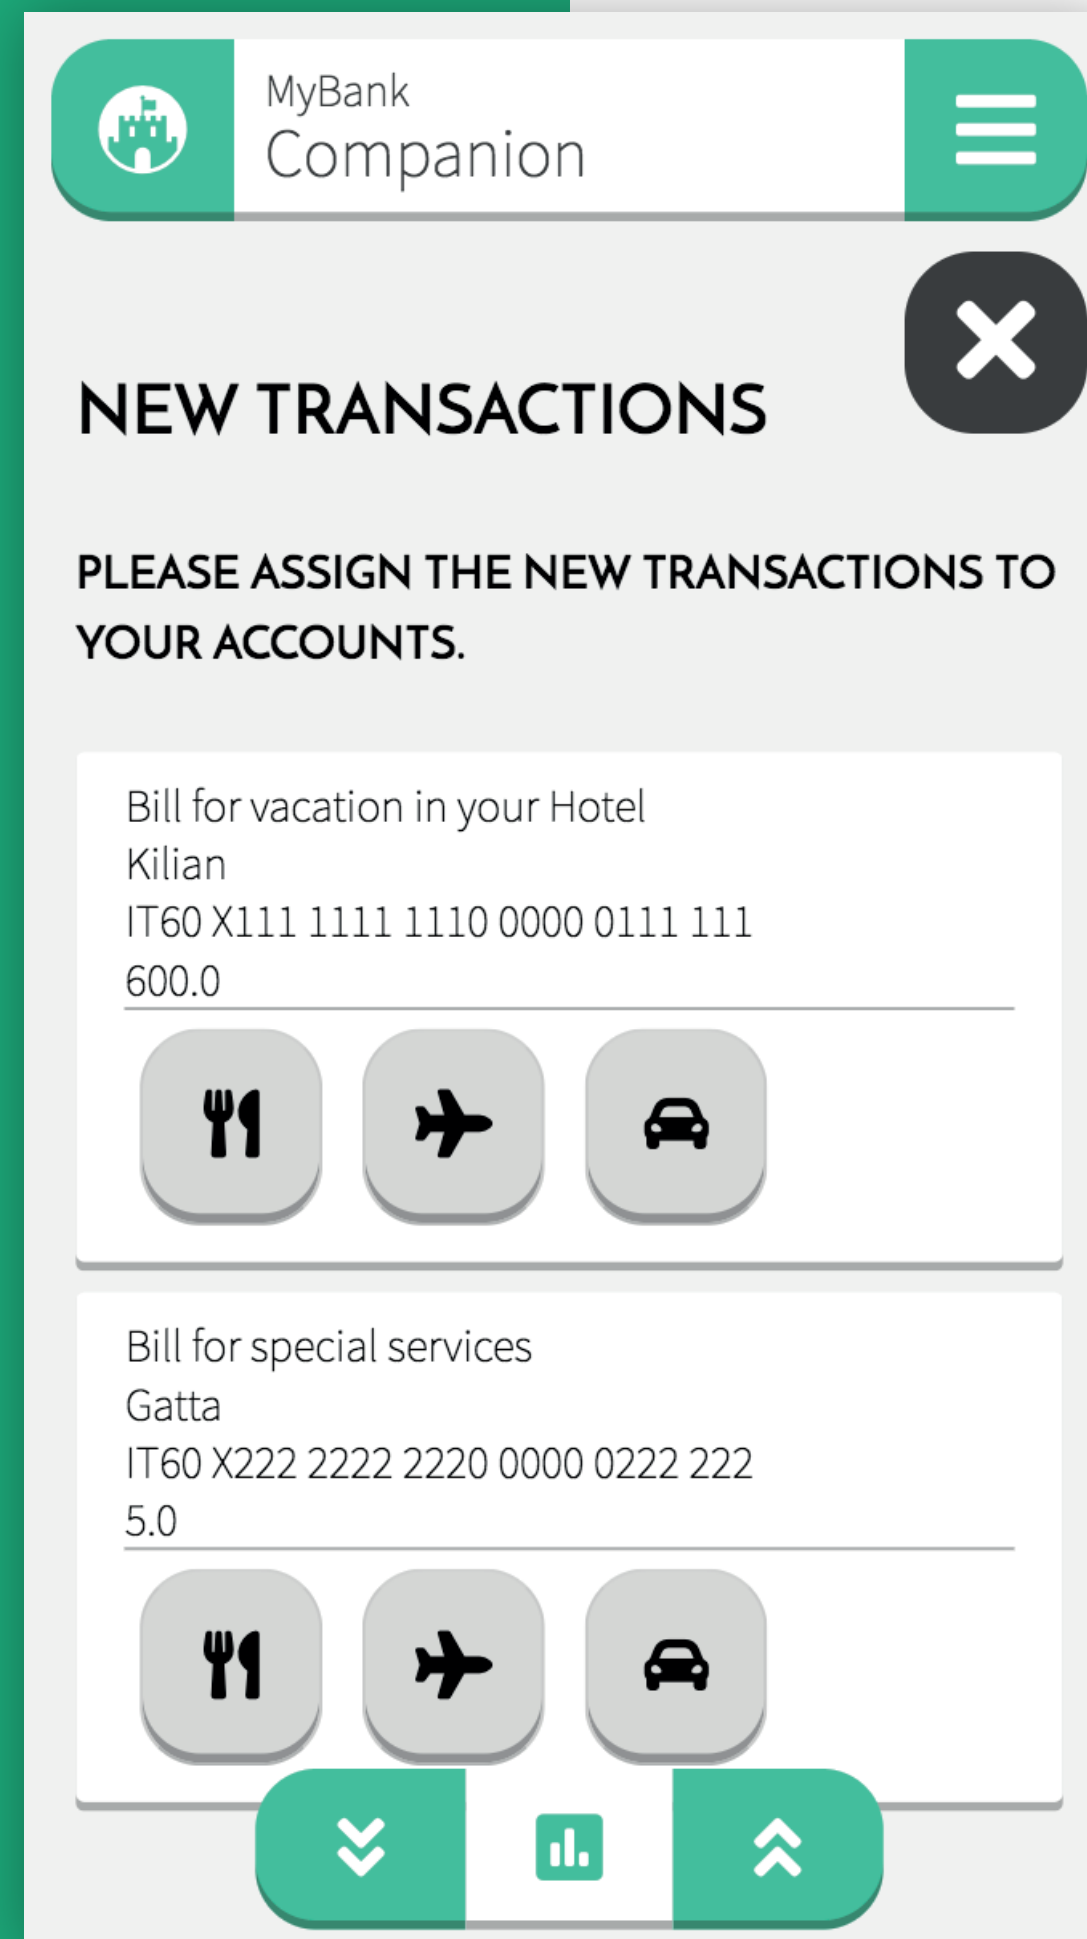 MyBank
Companion
NEW TRANSACTIONS
PLEASE ASSIGN THE NEW TRANSACTIONS TO
YOUR ACCOUNTS.
Bill for vacation in your Hotel
Kilian
IT60 X111 1111 1110 0000 0111 111
600.0
Bill for special services
Gatta
IT60 X222 2222 2220 0000 0222 222
5.0